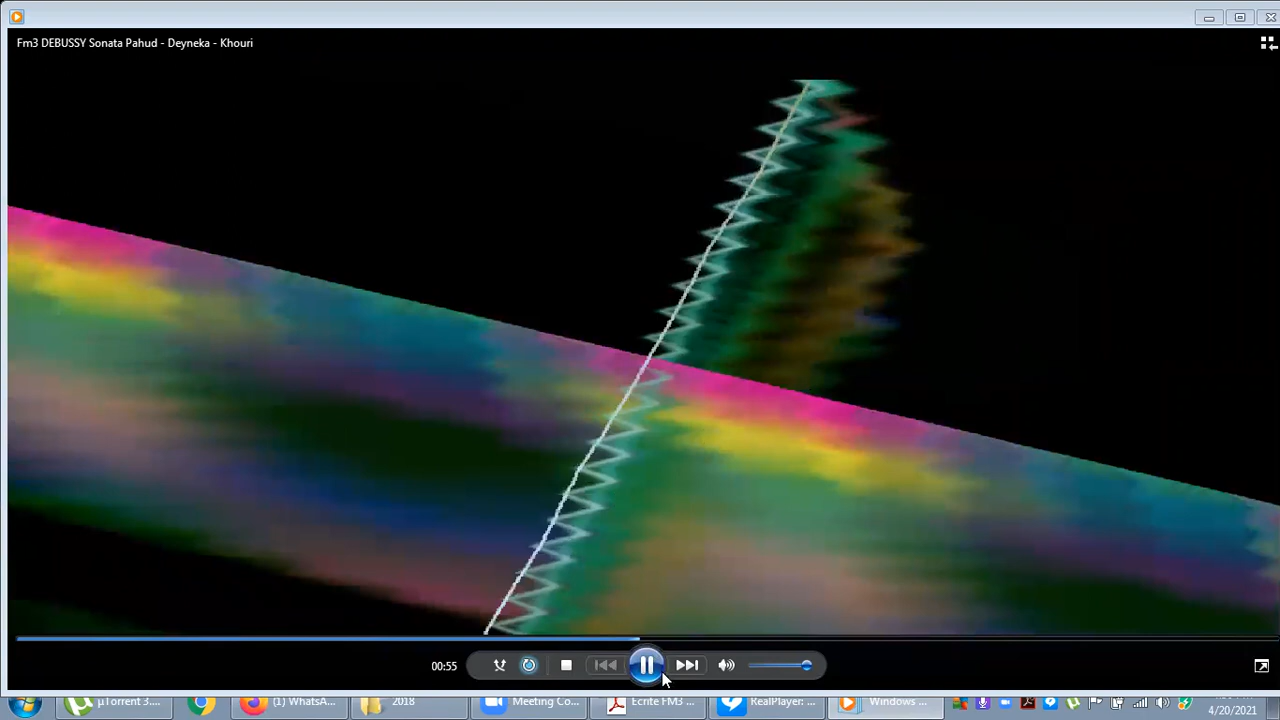 Fm3 DEBUSSY Sonata Pahud - Deyneka - Khouri
00:55
µTorrent 3....
(1) WhatsA...
2018
Meeting Co...
Ecrite FM3 ...
RealPlayer: ...
Windows ...
4/20/2021